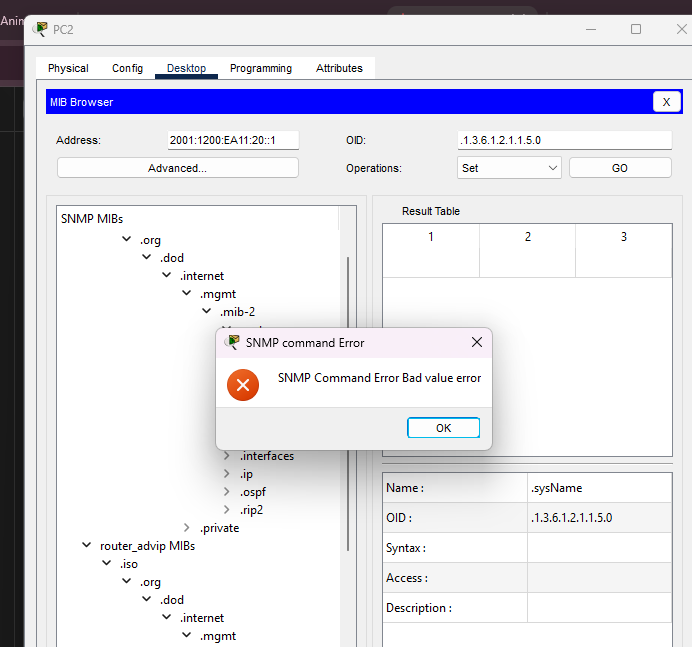 Anim
PC2
Physical Config Desktop Programming Attributes
MIB Browser X
Address: 2001:1200:EA11:20::1 OID: .1.3.6.1.2.1.1.5.0
Advanced... Operations: Set GO
SNMP MIBs
.org
.dod
.internet
.mgmt
.mib-2
.interfaces
.ip
.ospf
.rip2
.private
router_advip MIBs
.iso
.org
.dod
.internet
.mgmt
Result Table
1 2 3
SNMP command Error
SNMP Command Error Bad value error
OK
Name : .sysName
OID : .1.3.6.1.2.1.1.5.0
Syntax :
Access :
Description :